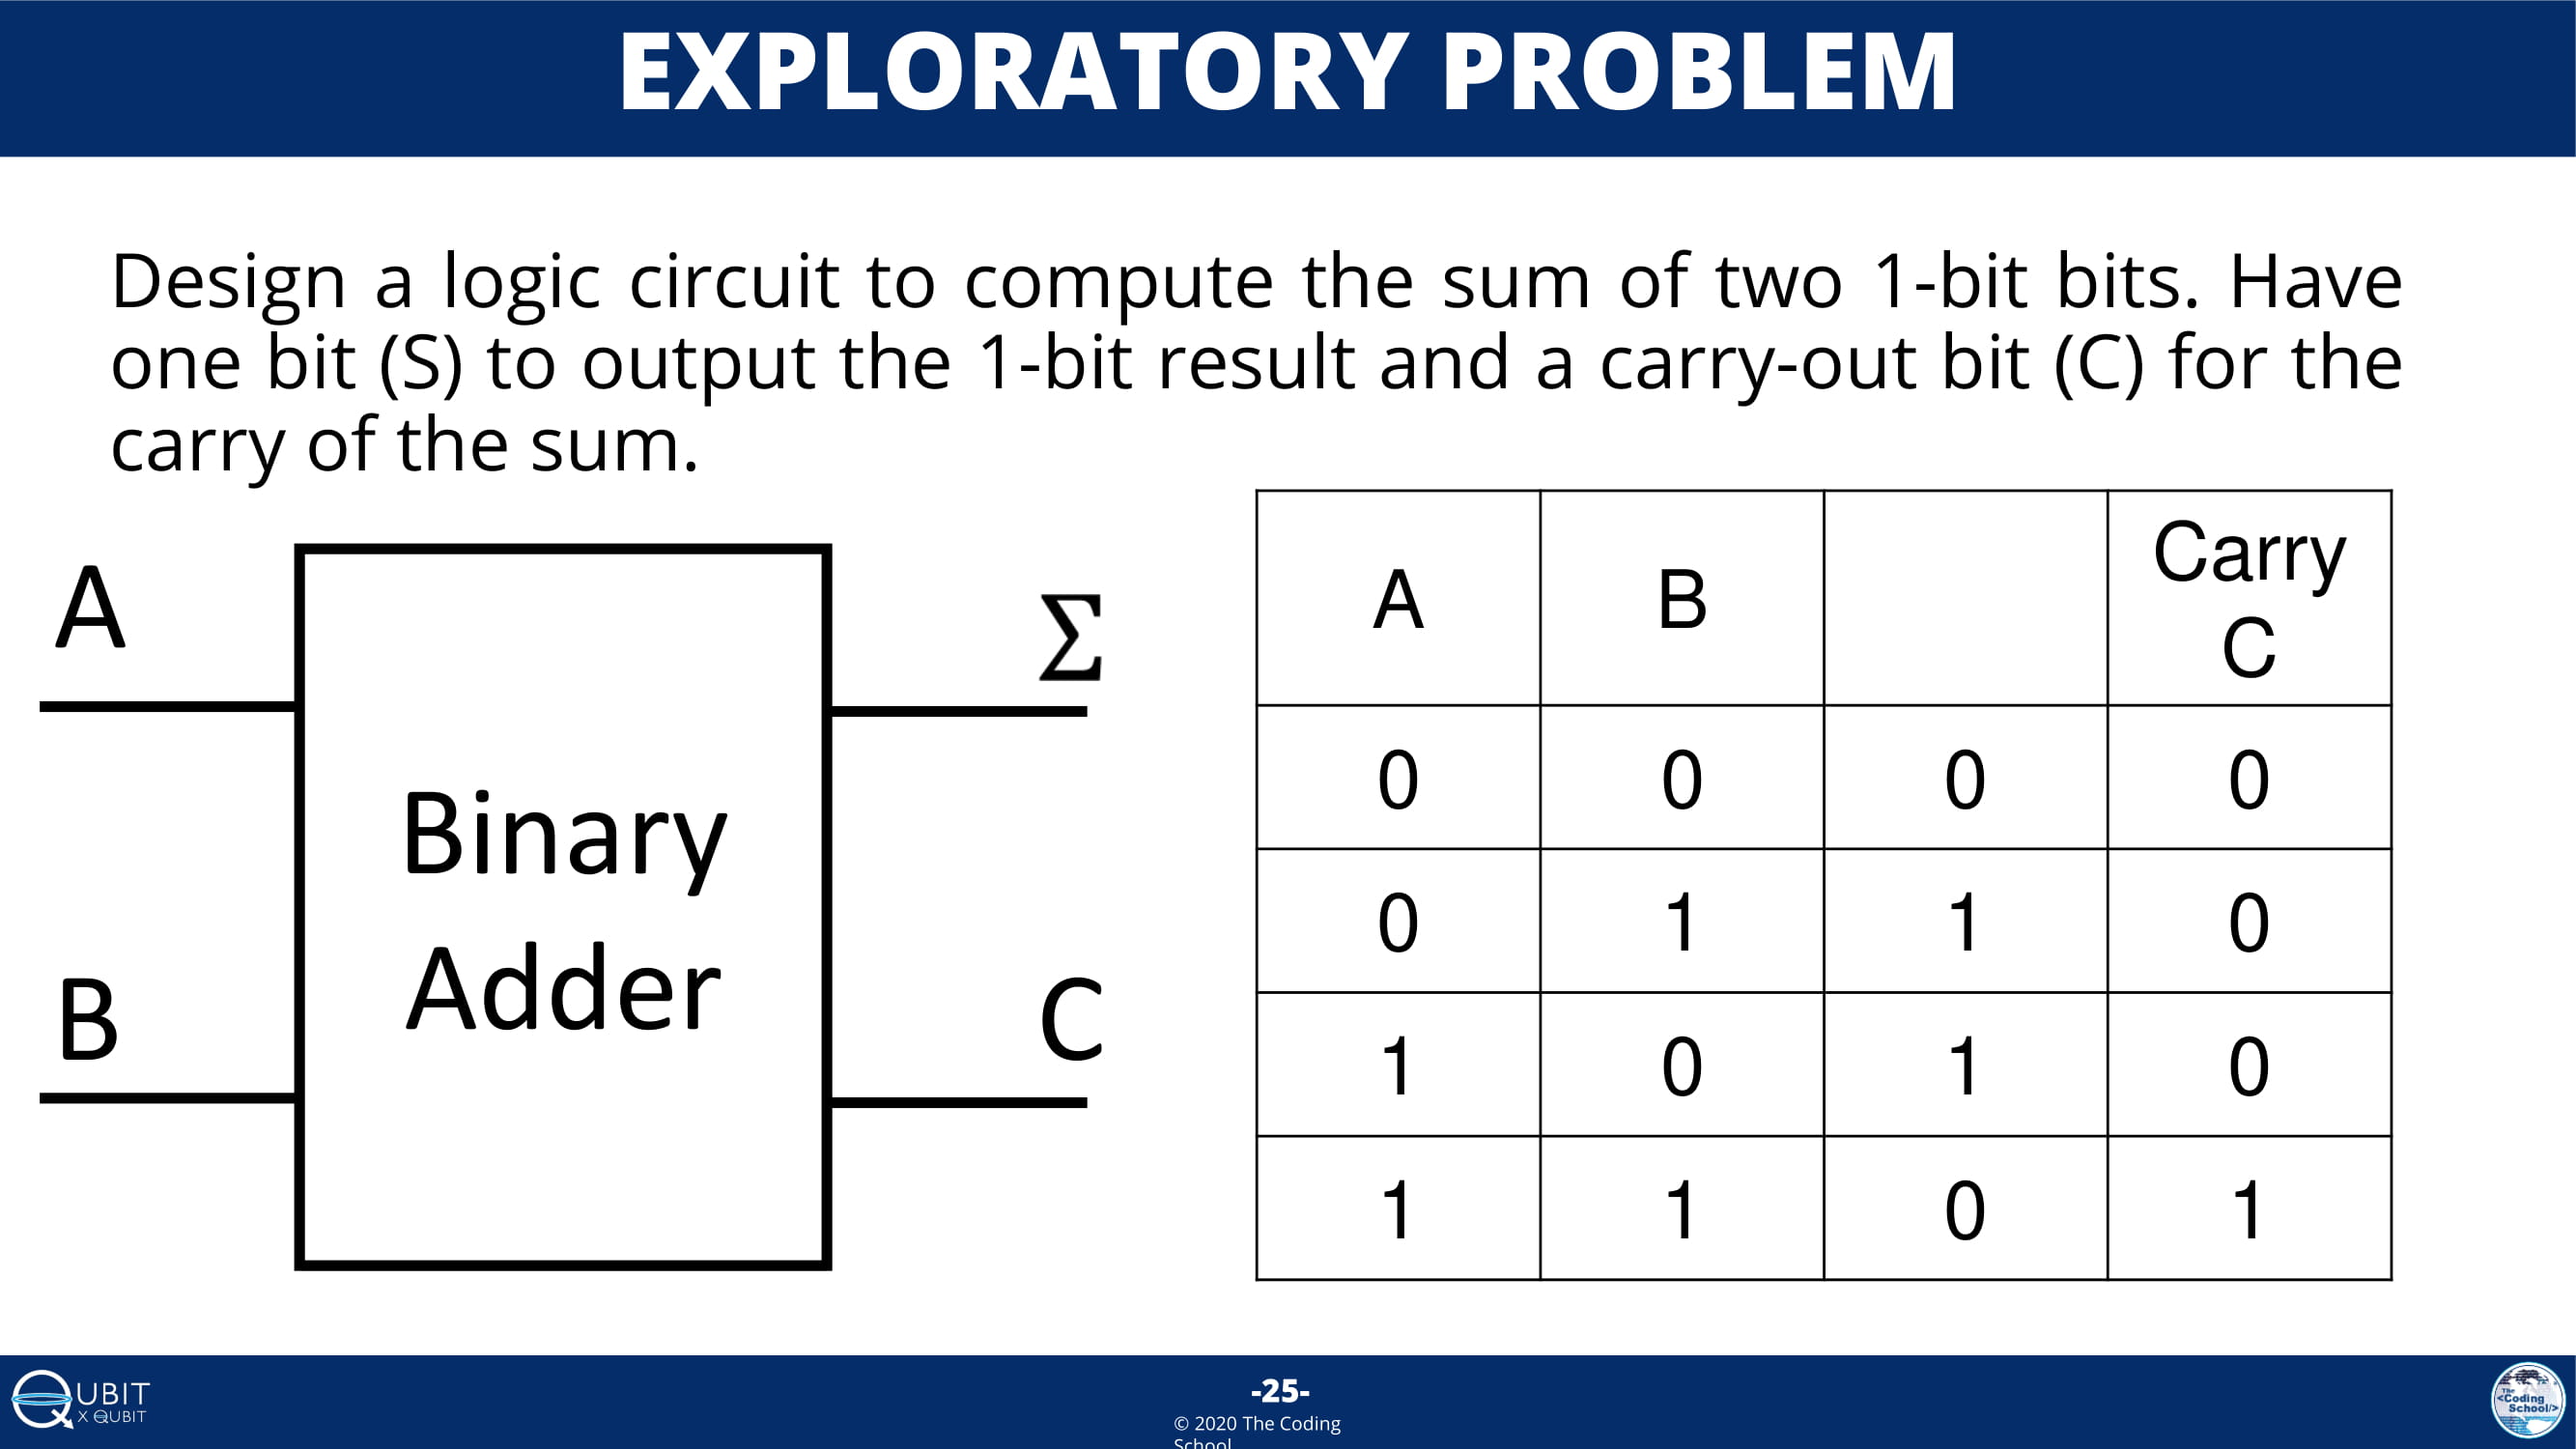 EXPLORATORY PROBLEM
Design a logic circuit to compute the sum of two 1-bit bits. Have
one bit (S) to output the 1-bit result and a carry-out bit (C) for the
carry of the sum.
A
Σ
Binary
Adder
B
C
A B Carry
C
0 0 0 0
0 1 1 0
1 0 1 0
1 1 0 1
QUBIT
X QUBIT
-25-
© 2020 The Coding
School
The
<Coding
School/>